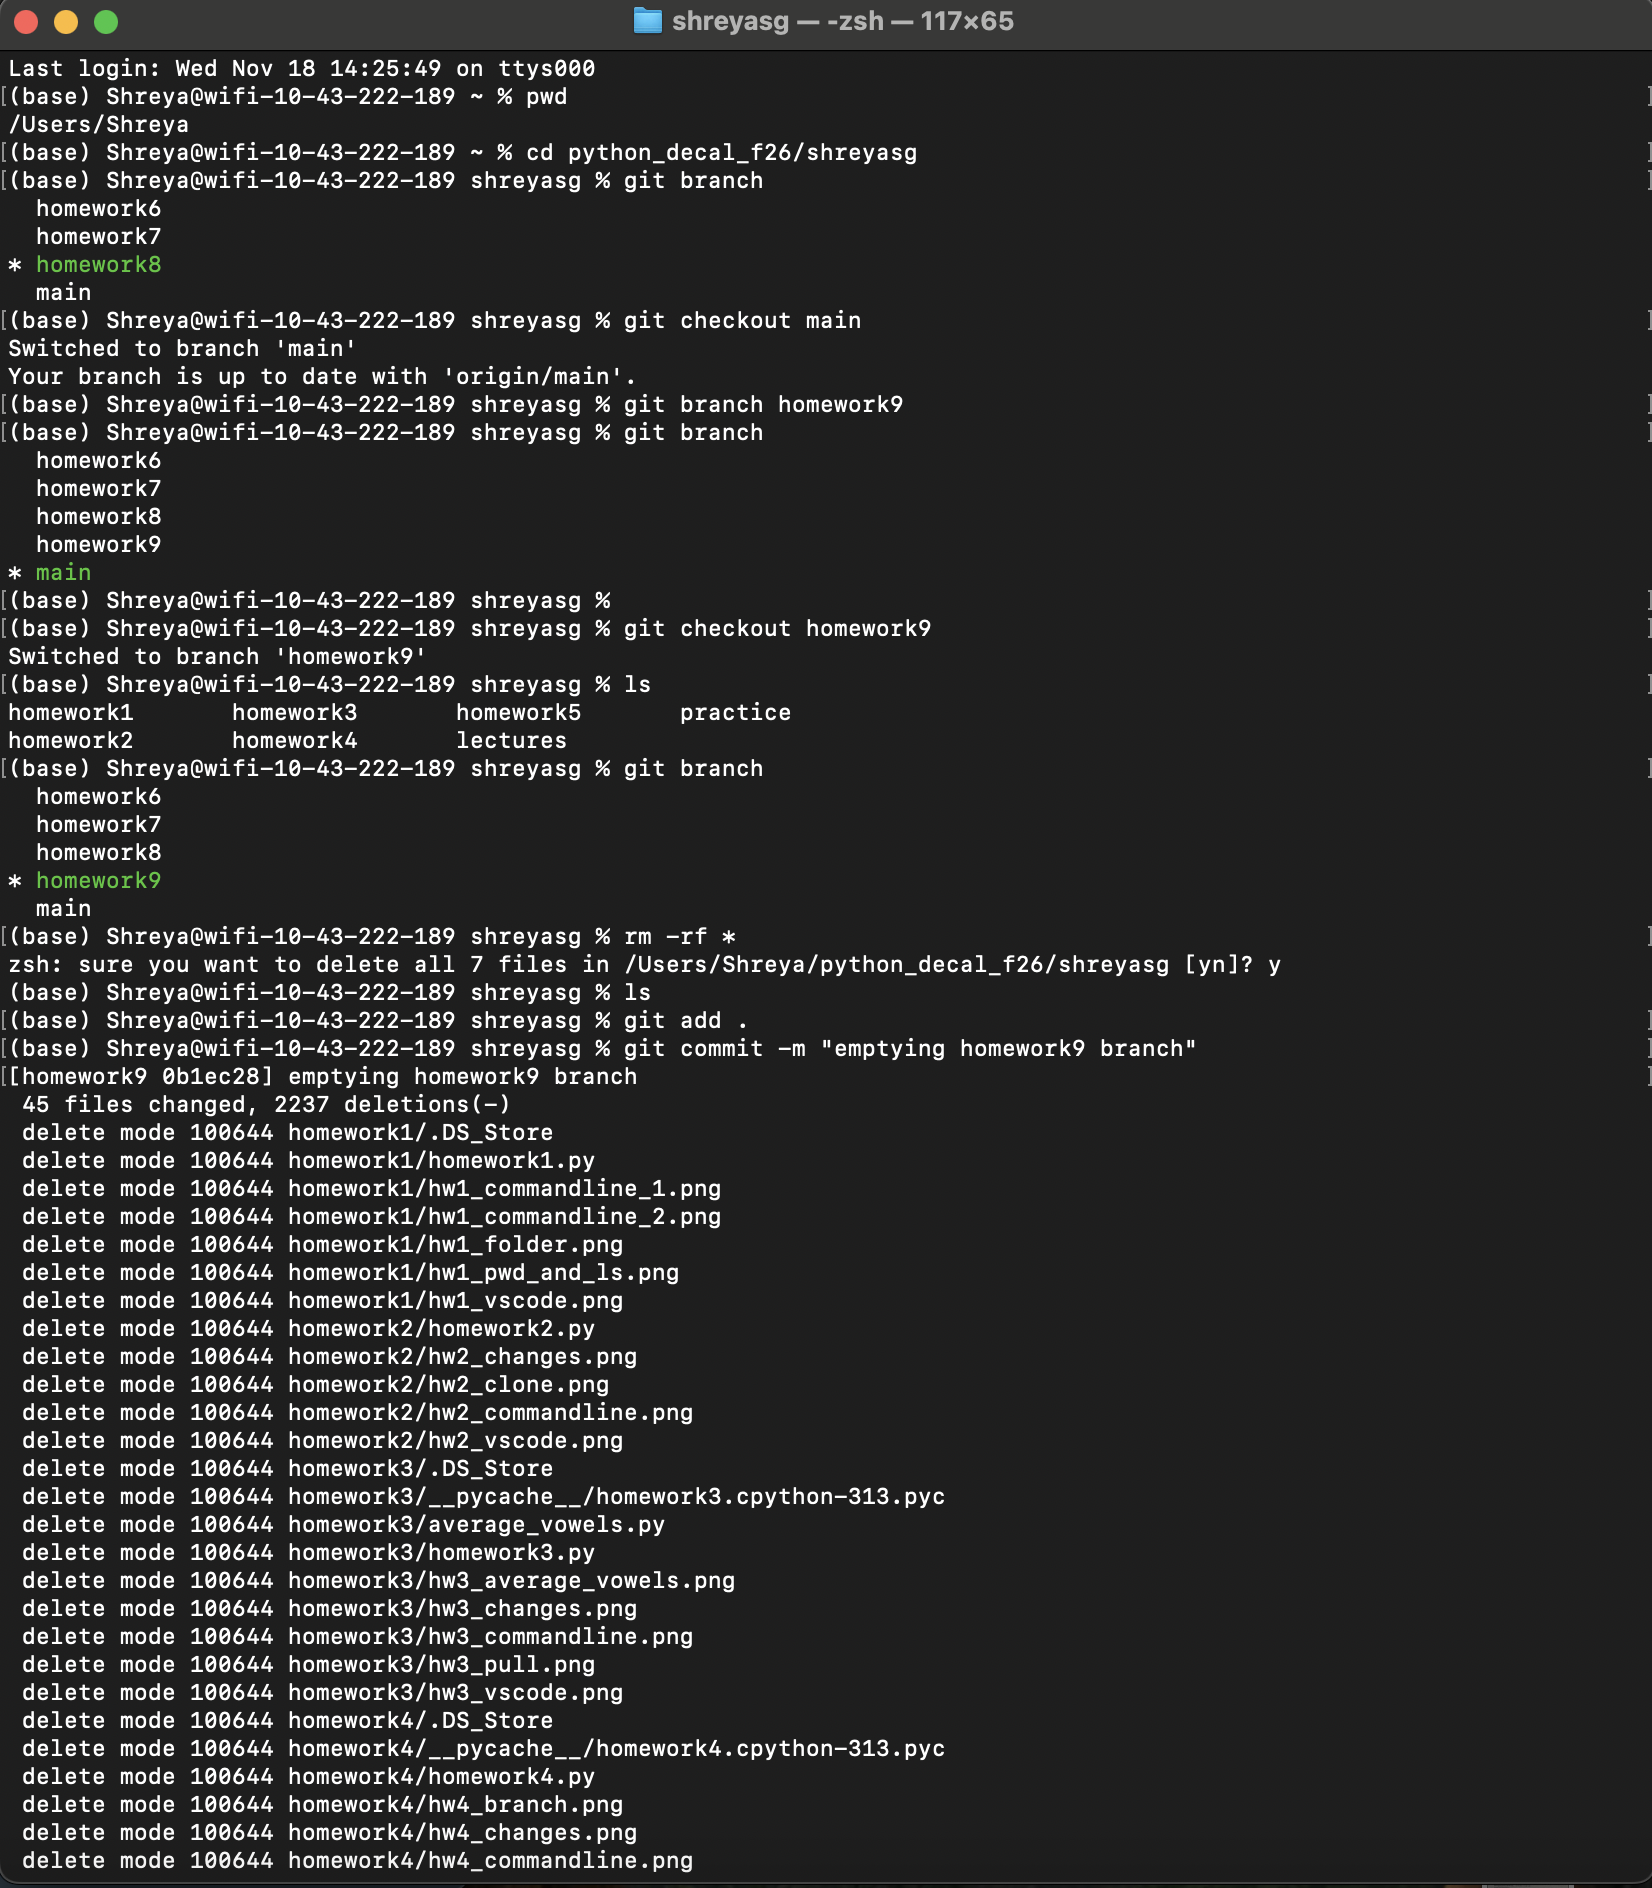 shreyasg — -zsh — 117×65
Last login: Wed Nov 18 14:25:49 on ttys000
[(base) Shreya@wifi-10-43-222-189 ~ % pwd ]
/Users/Shreya
[(base) Shreya@wifi-10-43-222-189 ~ % cd python_decal_f26/shreyasg ]
[(base) Shreya@wifi-10-43-222-189 shreyasg % git branch ]
homework6
homework7
* homework8
main
[(base) Shreya@wifi-10-43-222-189 shreyasg % git checkout main ]
Switched to branch 'main'
Your branch is up to date with 'origin/main'.
[(base) Shreya@wifi-10-43-222-189 shreyasg % git branch homework9 ]
[(base) Shreya@wifi-10-43-222-189 shreyasg % git branch ]
homework6
homework7
homework8
homework9
* main
[(base) Shreya@wifi-10-43-222-189 shreyasg % ]
[(base) Shreya@wifi-10-43-222-189 shreyasg % git checkout homework9 ]
Switched to branch 'homework9'
[(base) Shreya@wifi-10-43-222-189 shreyasg % ls ]
homework1 homework3 homework5 practice
homework2 homework4 lectures
[(base) Shreya@wifi-10-43-222-189 shreyasg % git branch ]
homework6
homework7
homework8
* homework9
main
[(base) Shreya@wifi-10-43-222-189 shreyasg % rm -rf * ]
zsh: sure you want to delete all 7 files in /Users/Shreya/python_decal_f26/shreyasg [yn]? y
(base) Shreya@wifi-10-43-222-189 shreyasg % ls
[(base) Shreya@wifi-10-43-222-189 shreyasg % git add . ]
[(base) Shreya@wifi-10-43-222-189 shreyasg % git commit -m "emptying homework9 branch" ]
[[homework9 0b1ec28] emptying homework9 branch ]
45 files changed, 2237 deletions(-)
delete mode 100644 homework1/.DS_Store
delete mode 100644 homework1/homework1.py
delete mode 100644 homework1/hw1_commandline_1.png
delete mode 100644 homework1/hw1_commandline_2.png
delete mode 100644 homework1/hw1_folder.png
delete mode 100644 homework1/hw1_pwd_and_ls.png
delete mode 100644 homework1/hw1_vscode.png
delete mode 100644 homework2/homework2.py
delete mode 100644 homework2/hw2_changes.png
delete mode 100644 homework2/hw2_clone.png
delete mode 100644 homework2/hw2_commandline.png
delete mode 100644 homework2/hw2_vscode.png
delete mode 100644 homework3/.DS_Store
delete mode 100644 homework3/__pycache__/homework3.cpython-313.pyc
delete mode 100644 homework3/average_vowels.py
delete mode 100644 homework3/homework3.py
delete mode 100644 homework3/hw3_average_vowels.png
delete mode 100644 homework3/hw3_changes.png
delete mode 100644 homework3/hw3_commandline.png
delete mode 100644 homework3/hw3_pull.png
delete mode 100644 homework3/hw3_vscode.png
delete mode 100644 homework4/.DS_Store
delete mode 100644 homework4/__pycache__/homework4.cpython-313.pyc
delete mode 100644 homework4/homework4.py
delete mode 100644 homework4/hw4_branch.png
delete mode 100644 homework4/hw4_changes.png
delete mode 100644 homework4/hw4_commandline.png